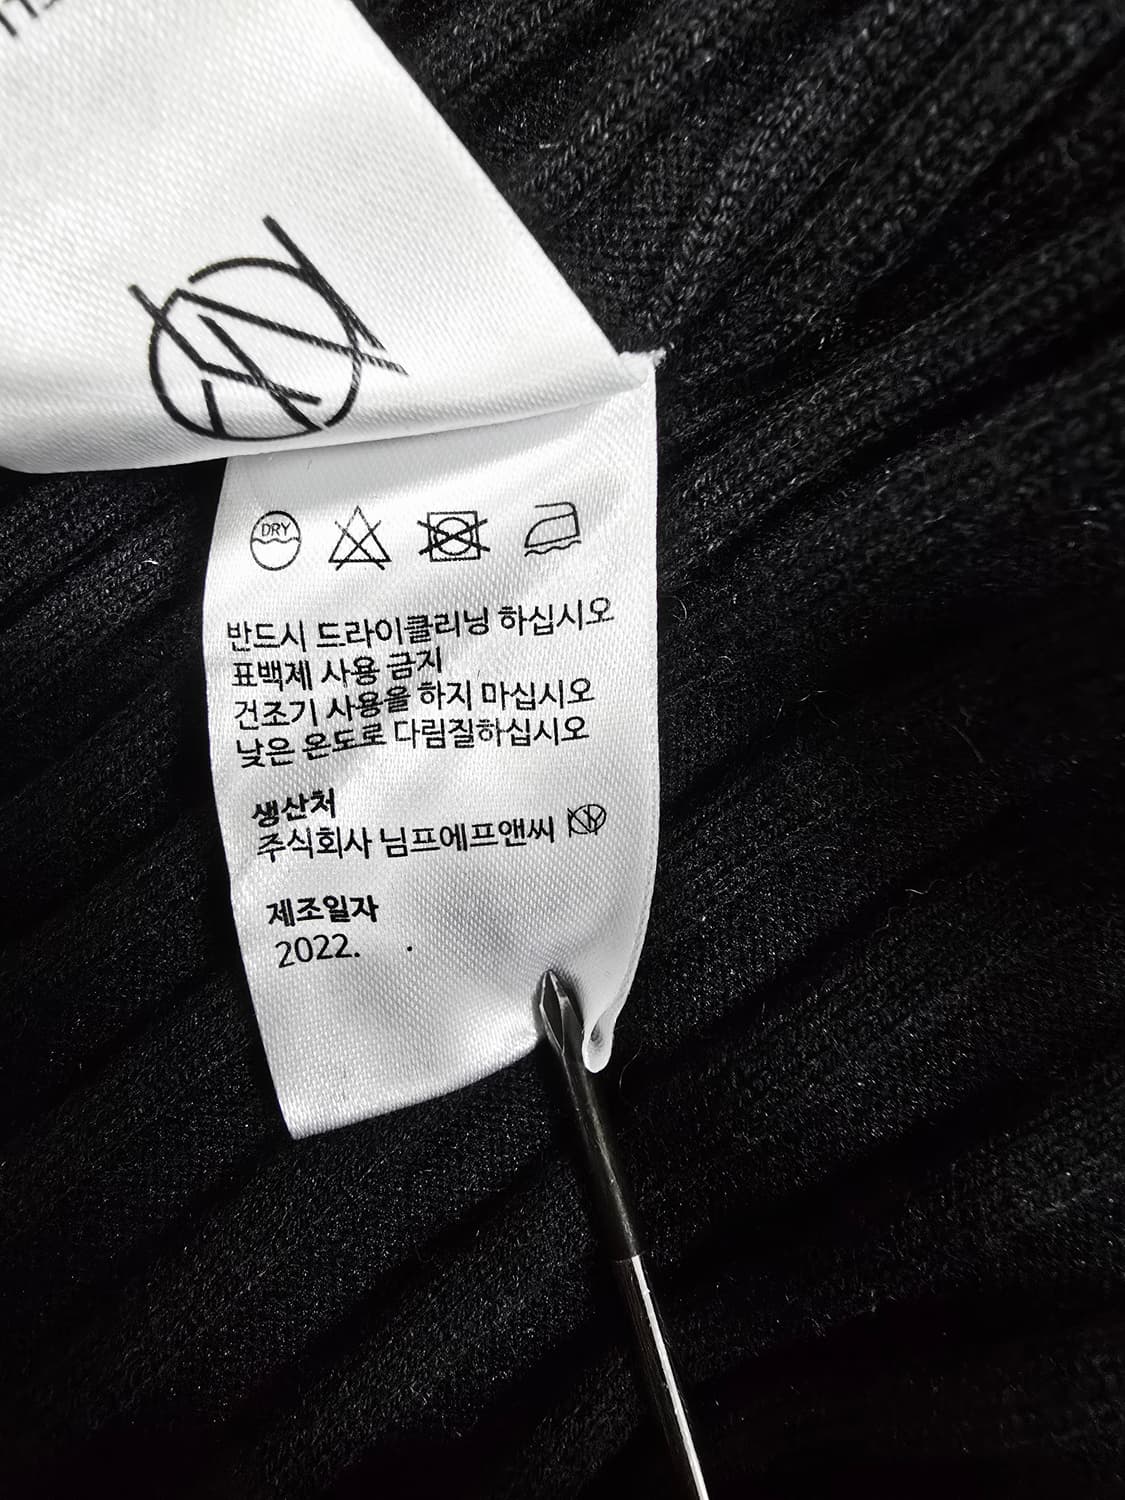 DRY
반드시 드라이클리닝 하십시오
표백제 사용 금지
건조기 사용을 하지 마십시오
낮은 온도로 다림질하십시오
생산처
주식회사 님프에프앤씨
제조일자
2022. .